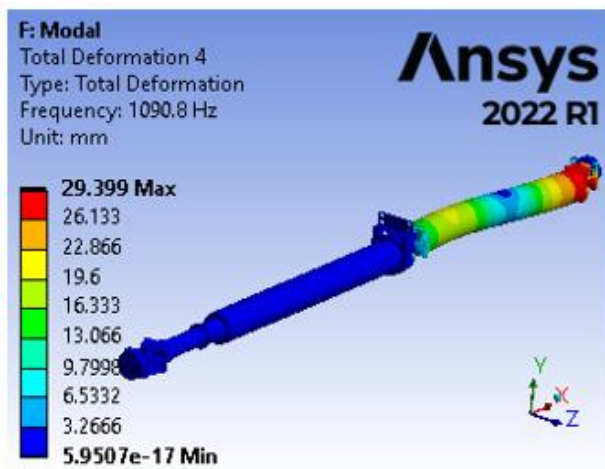 F: Modal
Total Deformation 4
Type: Total Deformation
Frequency: 1090.8 Hz
Unit: mm
Ansys
2022 R1
29.399 Max
26.133
22.866
19.6
16.333
13.066
9.7998
6.5332
3.2666
5.9507e-17 Min
Y
X
Z